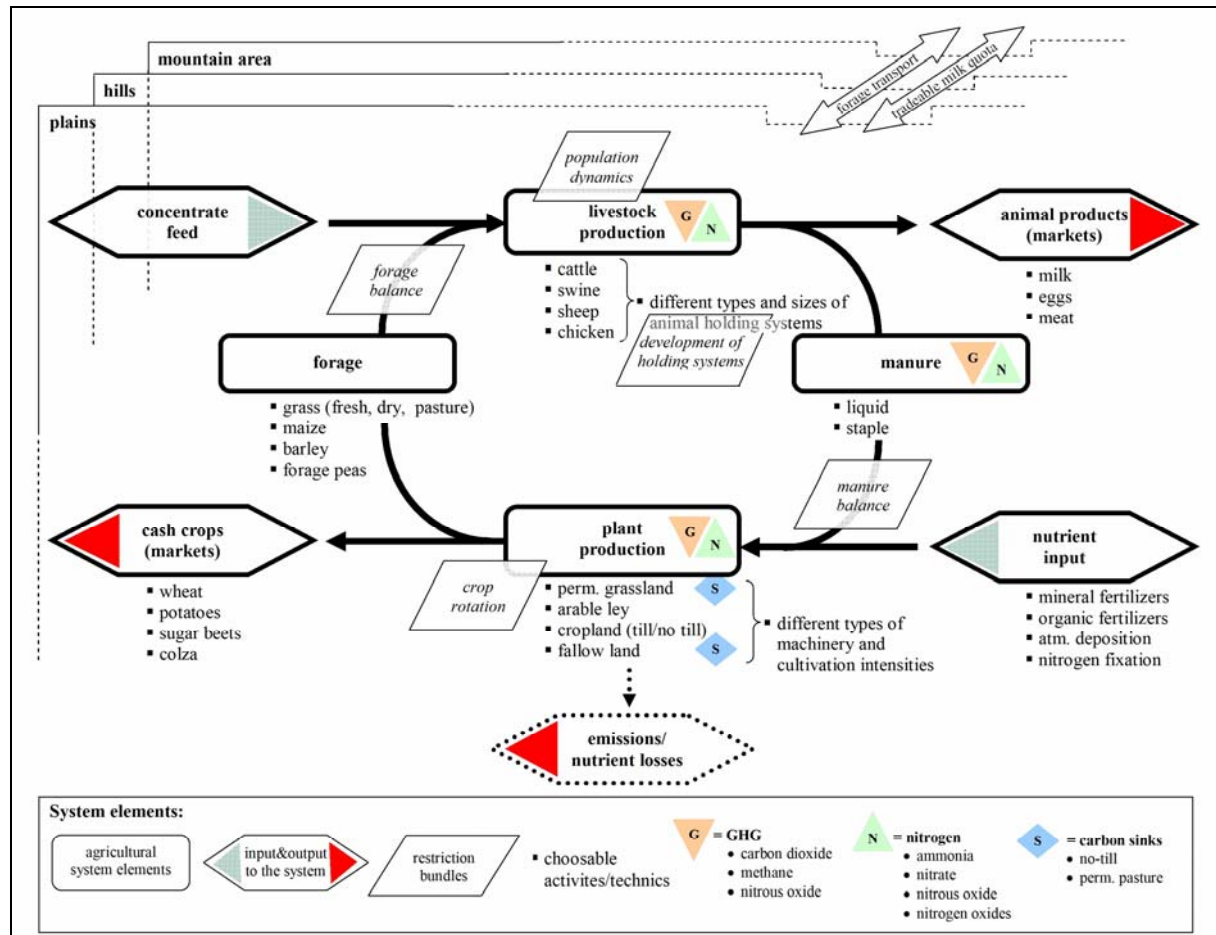 mountain area
hills
plains
forage transport
tradeable milk quota
population
dynamics
concentrate
feed
livestock
production
G
N
animal products
(markets)
forage
balance
▪ cattle
▪ swine
▪ sheep
▪ chicken
▪ different types and sizes of
animal holding systems
development of
holding systems
▪ milk
▪ eggs
▪ meat
forage
manure
G
N
▪ grass (fresh, dry, pasture)
▪ maize
▪ barley
▪ forage peas
▪ liquid
▪ staple
manure
balance
cash crops
(markets)
plant
production
G
N
nutrient
input
crop
rotation
▪ wheat
▪ potatoes
▪ sugar beets
▪ colza
▪ perm. grassland
▪ arable ley
▪ cropland (till/no till)
▪ fallow land
S
S
▪ different types of
machinery and
cultivation intensities
▪ mineral fertilizers
▪ organic fertilizers
▪ atm. deposition
▪ nitrogen fixation
emissions/
nutrient losses
System elements:
agricultural
system elements
input&output
to the system
restriction
bundles
▪ choosable
activites/technics
G = GHG
• carbon dioxide
• methane
• nitrous oxide
N = nitrogen
• ammonia
• nitrate
• nitrous oxide
• nitrogen oxides
S = carbon sinks
• no-till
• perm. pasture